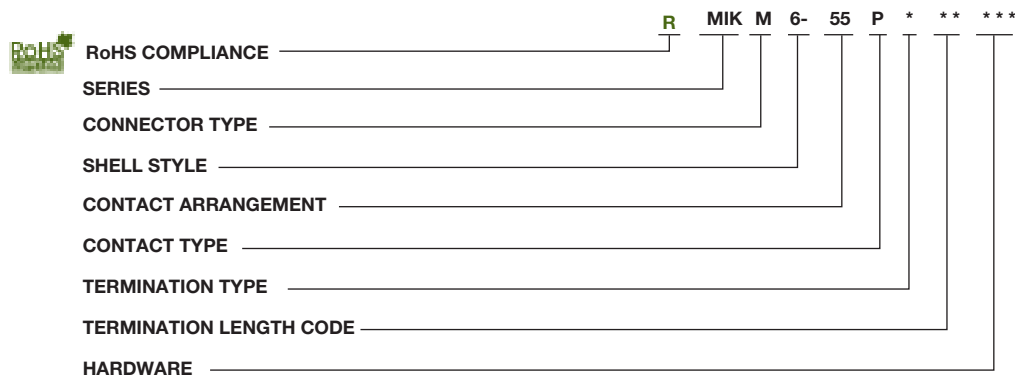 R MIK M 6- 55 P * ** ***
RoHS
RoHS COMPLIANCE
SERIES
CONNECTOR TYPE
SHELL STYLE
CONTACT ARRANGEMENT
CONTACT TYPE
TERMINATION TYPE
TERMINATION LENGTH CODE
HARDWARE